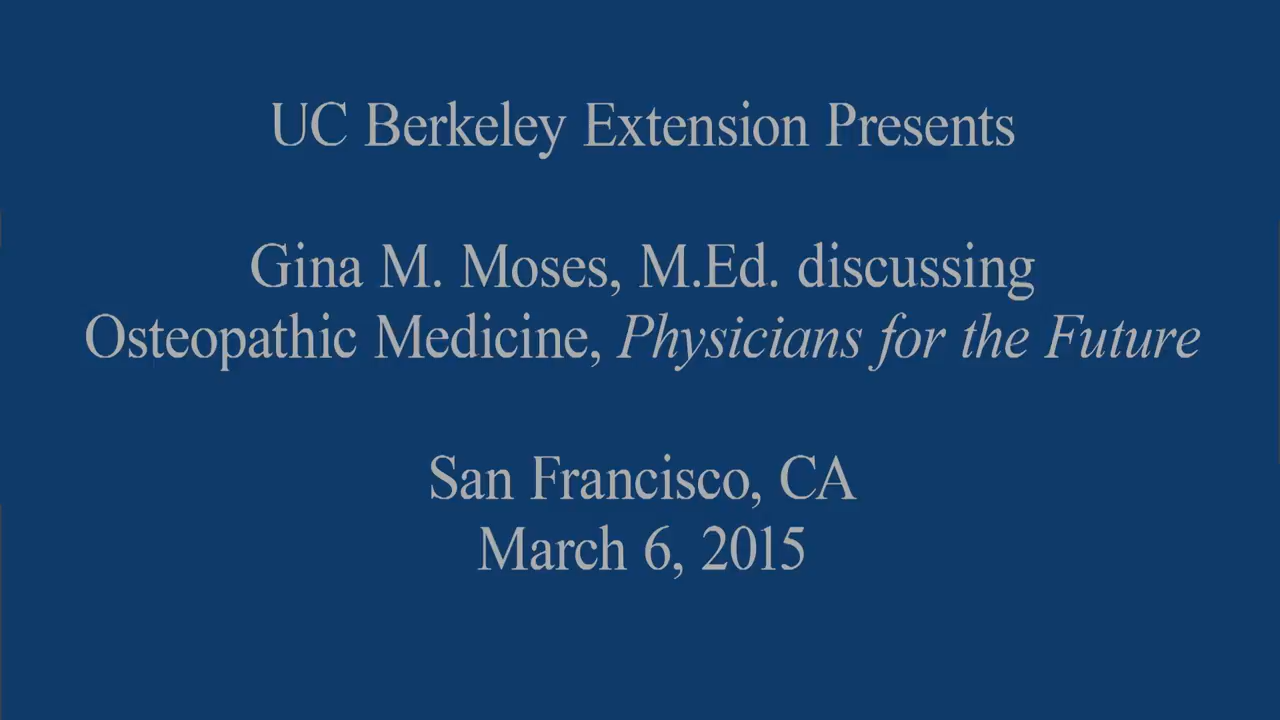 UC Berkeley Extension Presents
Gina M. Moses, M.Ed. discussing
Osteopathic Medicine, Physicians for the Future
San Francisco, CA
March 6, 2015